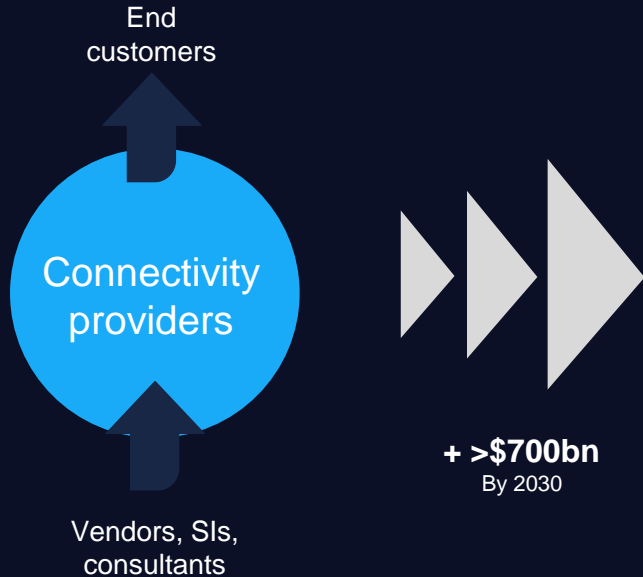 End
customers
Connectivity
providers
+ >$700bn
By 2030
Vendors, SIs,
consultants